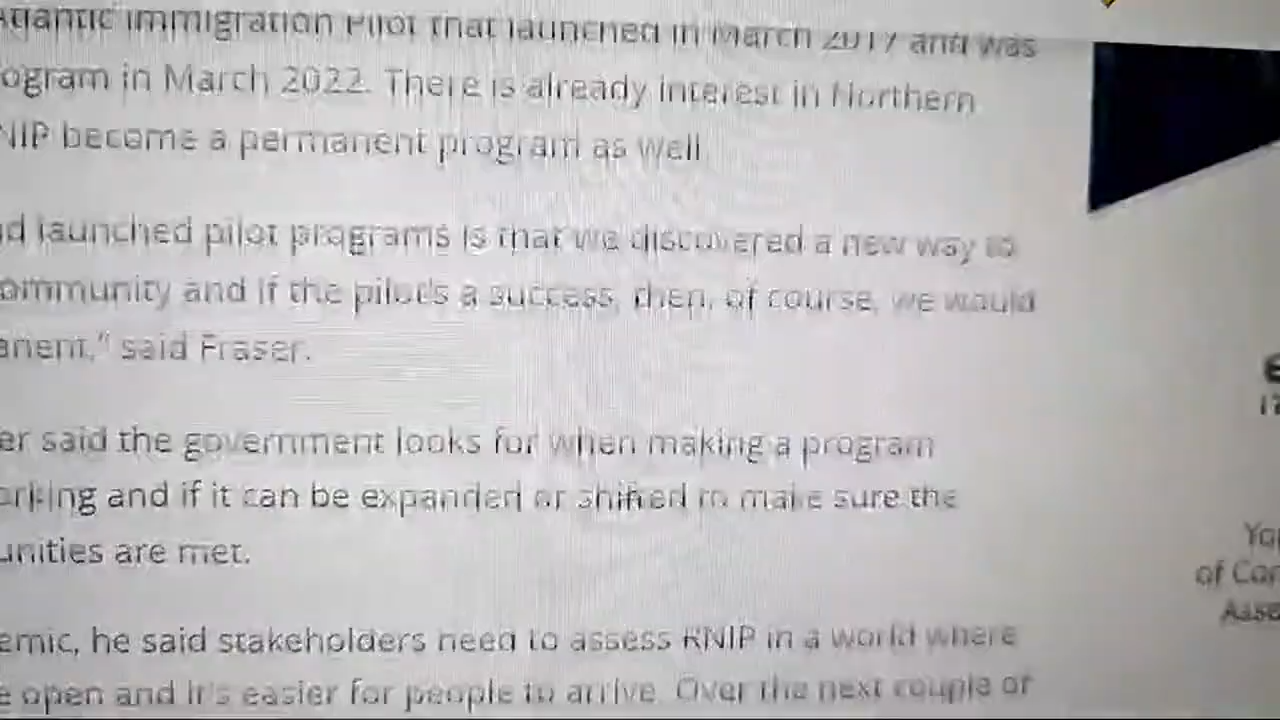 Atlantic Immigration Pilot that launched in March 2017 and was
ogram in March 2022. There is already interest in Northern
NIP become a permanent program as well
d launched pilot programs is that we discovered a new way to
ommunity and if the pilot's a success, then, of course, we would
anent," said Fraser.
er said the government looks for when making a program
orking and if it can be expanded or shifted to make sure the
unities are met.
emic, he said stakeholders need to assess RNIP in a world where
e open and it's easier for people to arrive. Over the next couple of
of Con